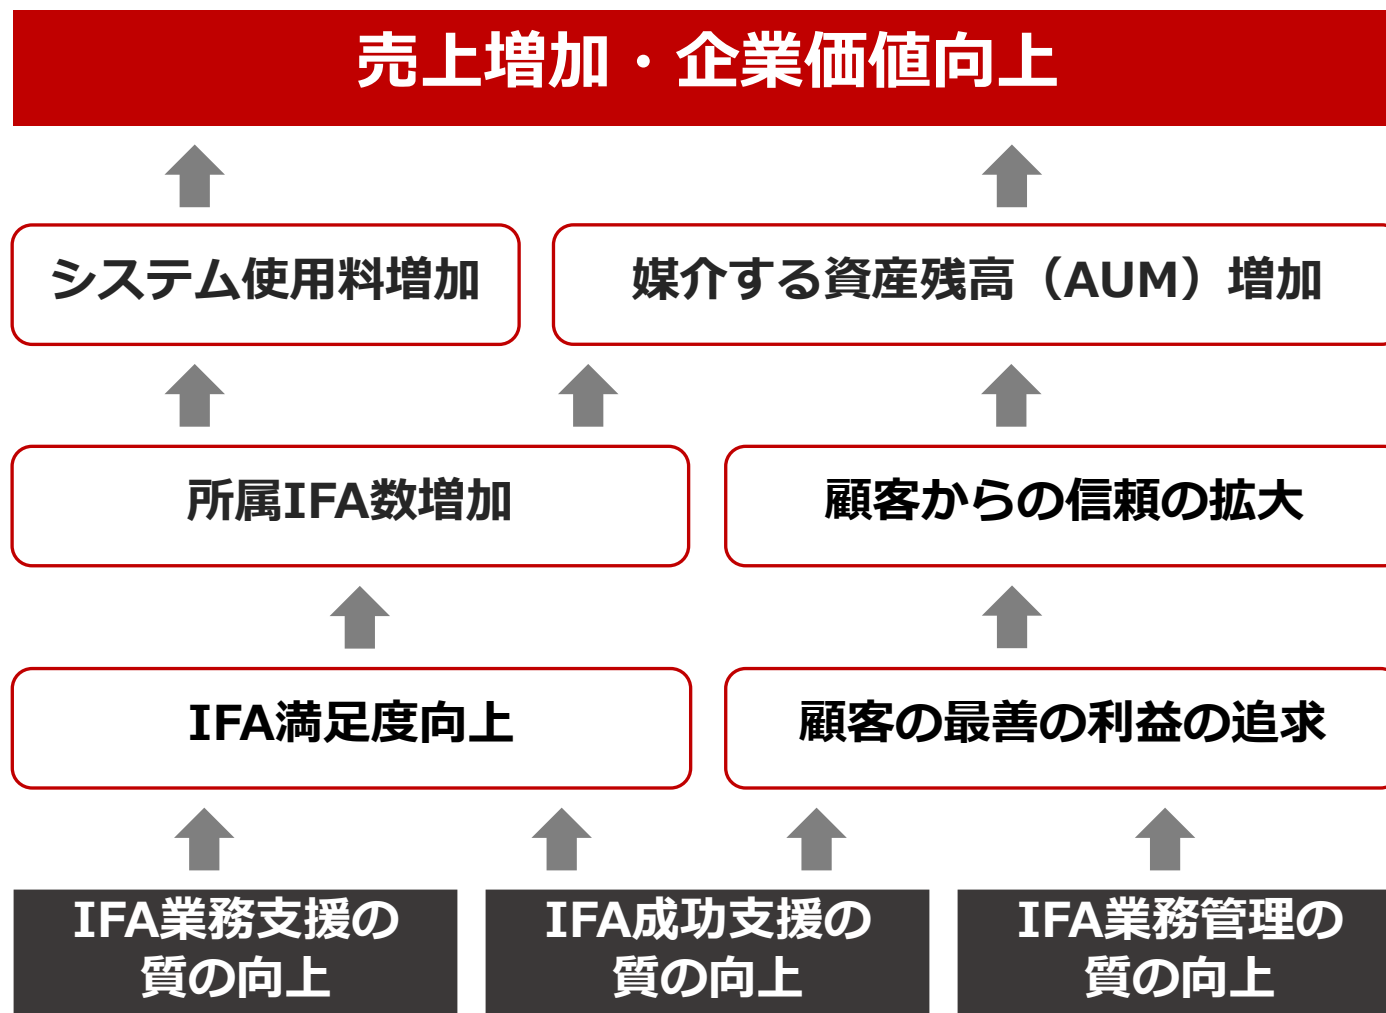 売上増加・企業価値向上
システム使用料増加
媒介する資産残高（AUM）増加
所属IFA数増加
顧客からの信頼の拡大
IFA満足度向上
顧客の最善の利益の追求
IFA業務支援の
質の向上
IFA成功支援の
質の向上
IFA業務管理の
質の向上